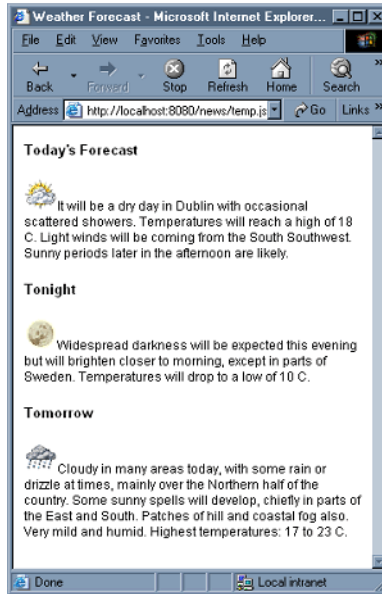 Weather Forecast - Microsoft Internet Explorer...
File Edit View Favorites Tools Help
Back Forward Stop Refresh Home Search »
Address http://localhost:8080/news/temp.js Go Links »
Today's Forecast
It will be a dry day in Dublin with occasional
scattered showers. Temperatures will reach a high of 18
C. Light winds will be coming from the South Southwest.
Sunny periods later in the afternoon are likely.
Tonight
Widespread darkness will be expected this evening
but will brighten closer to morning, except in parts of
Sweden. Temperatures will drop to a low of 10 C.
Tomorrow
Cloudy in many areas today, with some rain or
drizzle at times, mainly over the Northern half of the
country. Some sunny spells will develop, chiefly in parts of
the East and South. Patches of hill and coastal fog also.
Very mild and humid. Highest temperatures: 17 to 23 C.
Done Local intranet